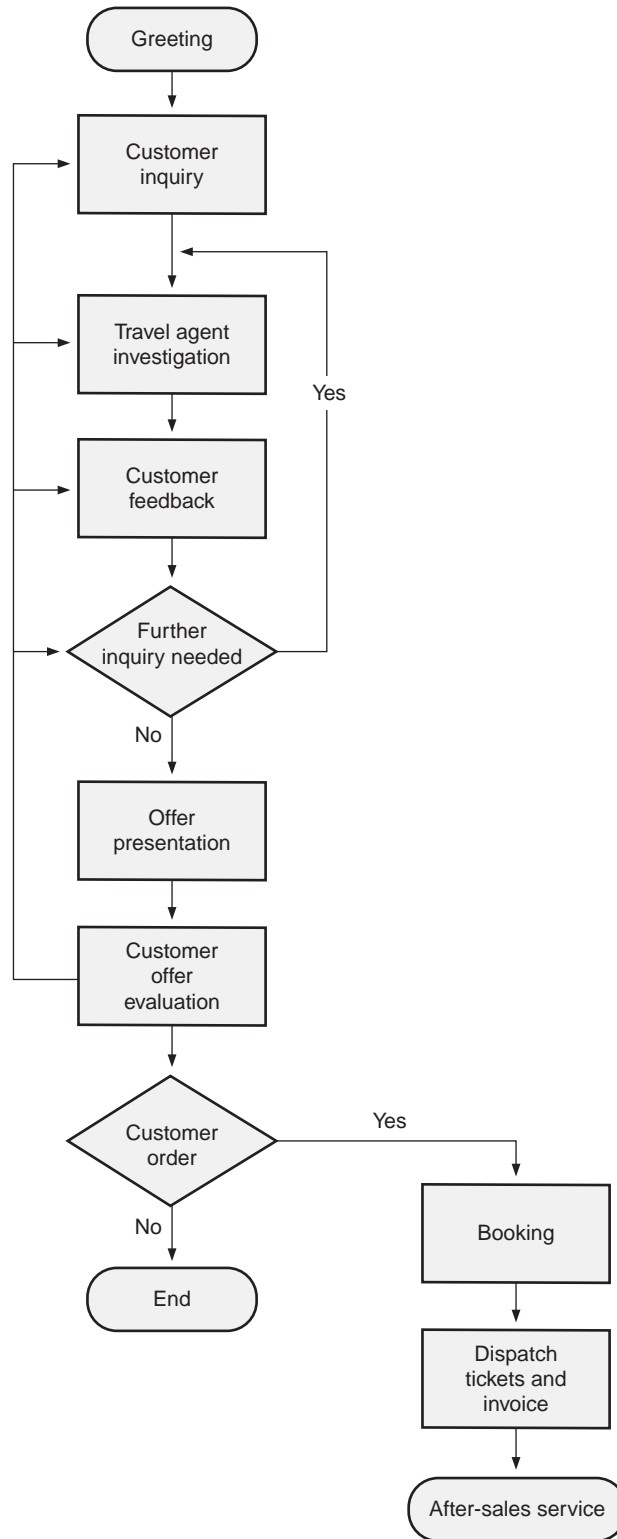 Greeting
Customer
inquiry
Travel agent
investigation
Yes
Customer
feedback
Further
inquiry needed
No
Offer
presentation
Customer
offer
evaluation
Customer
order
Yes
No
Booking
End
Dispatch
tickets and
invoice
After-sales service